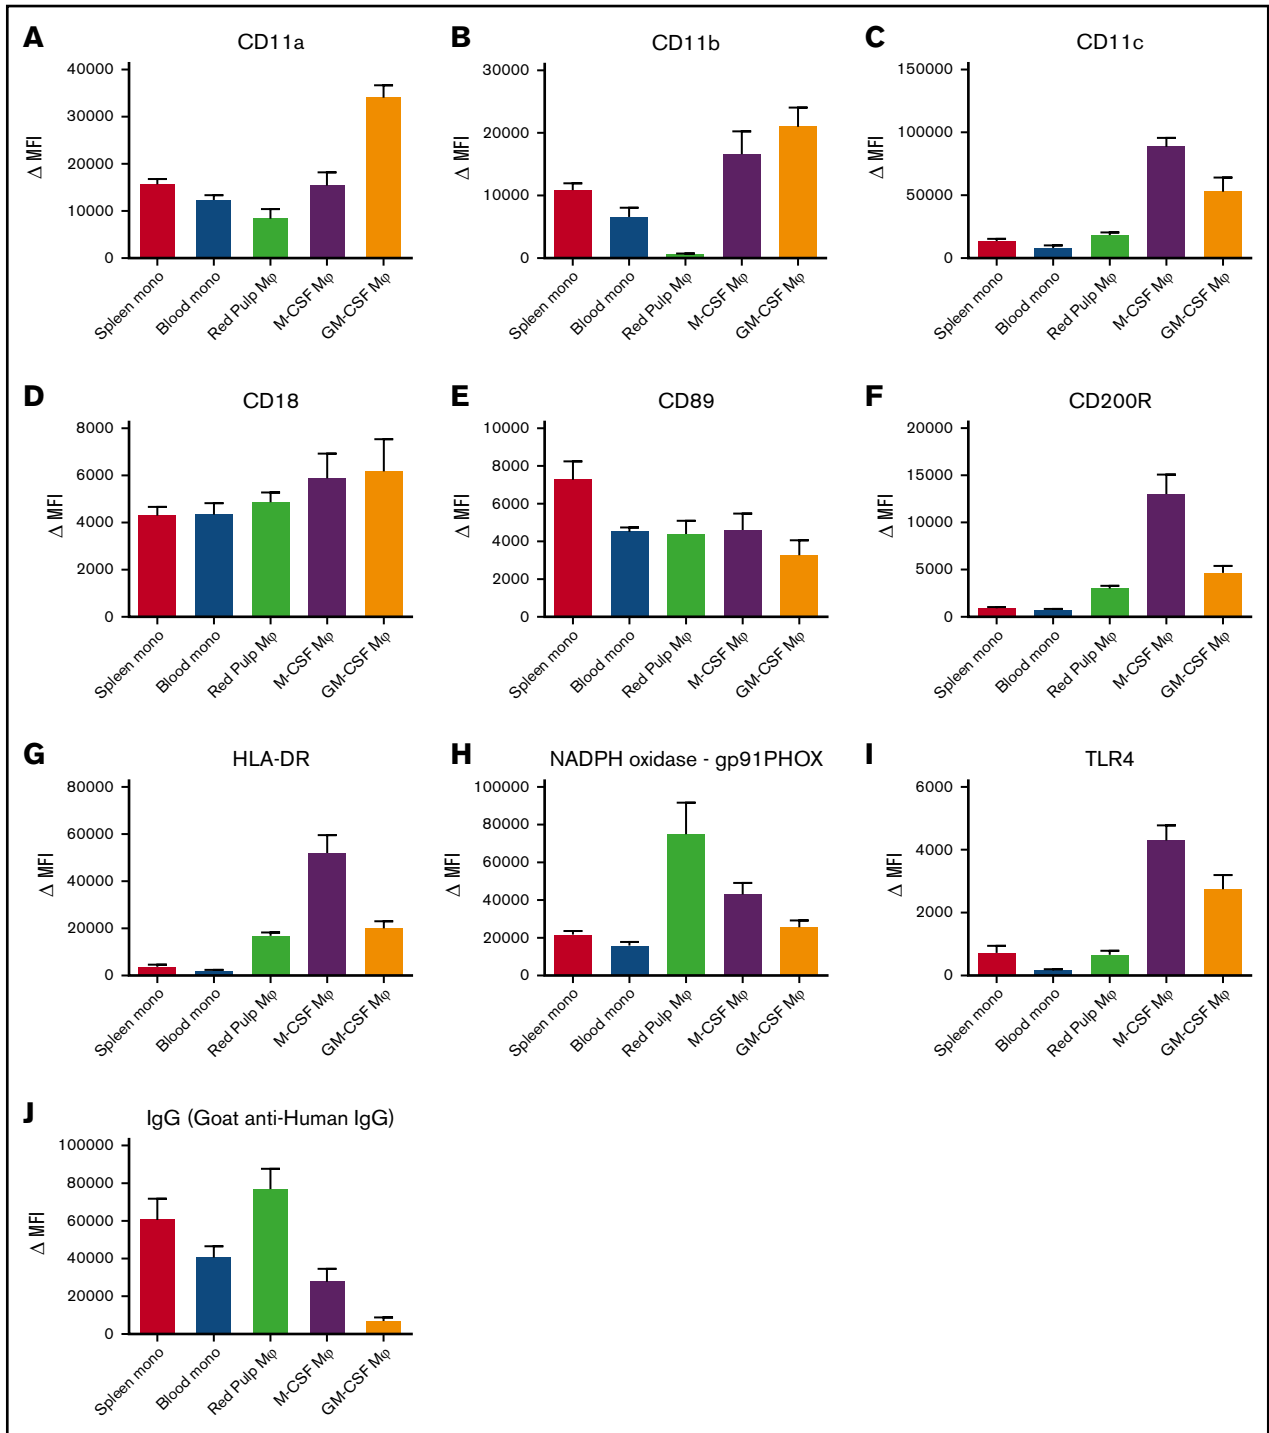 A
CD11a
Δ MFI
40000
30000
20000
10000
0
Spleen mono
Blood mono
Red Pulp Mφ
M-CSF Mφ
GM-CSF Mφ
B
CD11b
Δ MFI
30000
20000
10000
0
Spleen mono
Blood mono
Red Pulp Mφ
M-CSF Mφ
GM-CSF Mφ
C
CD11c
Δ MFI
150000
100000
50000
0
Spleen mono
Blood mono
Red Pulp Mφ
M-CSF Mφ
GM-CSF Mφ
D
CD18
Δ MFI
8000
6000
4000
2000
0
Spleen mono
Blood mono
Red Pulp Mφ
M-CSF Mφ
GM-CSF Mφ
E
CD89
Δ MFI
10000
8000
6000
4000
2000
0
Spleen mono
Blood mono
Red Pulp Mφ
M-CSF Mφ
GM-CSF Mφ
F
CD200R
Δ MFI
20000
15000
10000
5000
0
Spleen mono
Blood mono
Red Pulp Mφ
M-CSF Mφ
GM-CSF Mφ
G
HLA-DR
Δ MFI
80000
60000
40000
20000
0
Spleen mono
Blood mono
Red Pulp Mφ
M-CSF Mφ
GM-CSF Mφ
H
NADPH oxidase - gp91PHOX
Δ MFI
100000
80000
60000
40000
20000
0
Spleen mono
Blood mono
Red Pulp Mφ
M-CSF Mφ
GM-CSF Mφ
I
TLR4
Δ MFI
6000
4000
2000
0
Spleen mono
Blood mono
Red Pulp Mφ
M-CSF Mφ
GM-CSF Mφ
J
IgG (Goat anti-Human IgG)
Δ MFI
100000
80000
60000
40000
20000
0
Spleen mono
Blood mono
Red Pulp Mφ
M-CSF Mφ
GM-CSF Mφ